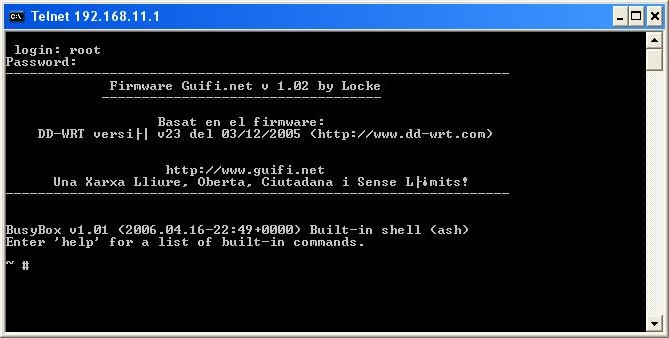 Telnet 192.168.11.1
login: root
Password:
Firmware Guifi.net v 1.02 by Locke
Basat en el firmware:
DD-WRT versi├│ v23 del 03/12/2005 (http://www.dd-wrt.com)
http://www.guifi.net
Una Xarxa Lliure, Oberta, Ciutadana i Sense L├¡mits!
BusyBox v1.01 (2006.04.16-22:49+0000) Built-in shell (ash)
Enter 'help' for a list of built-in commands.
~ #